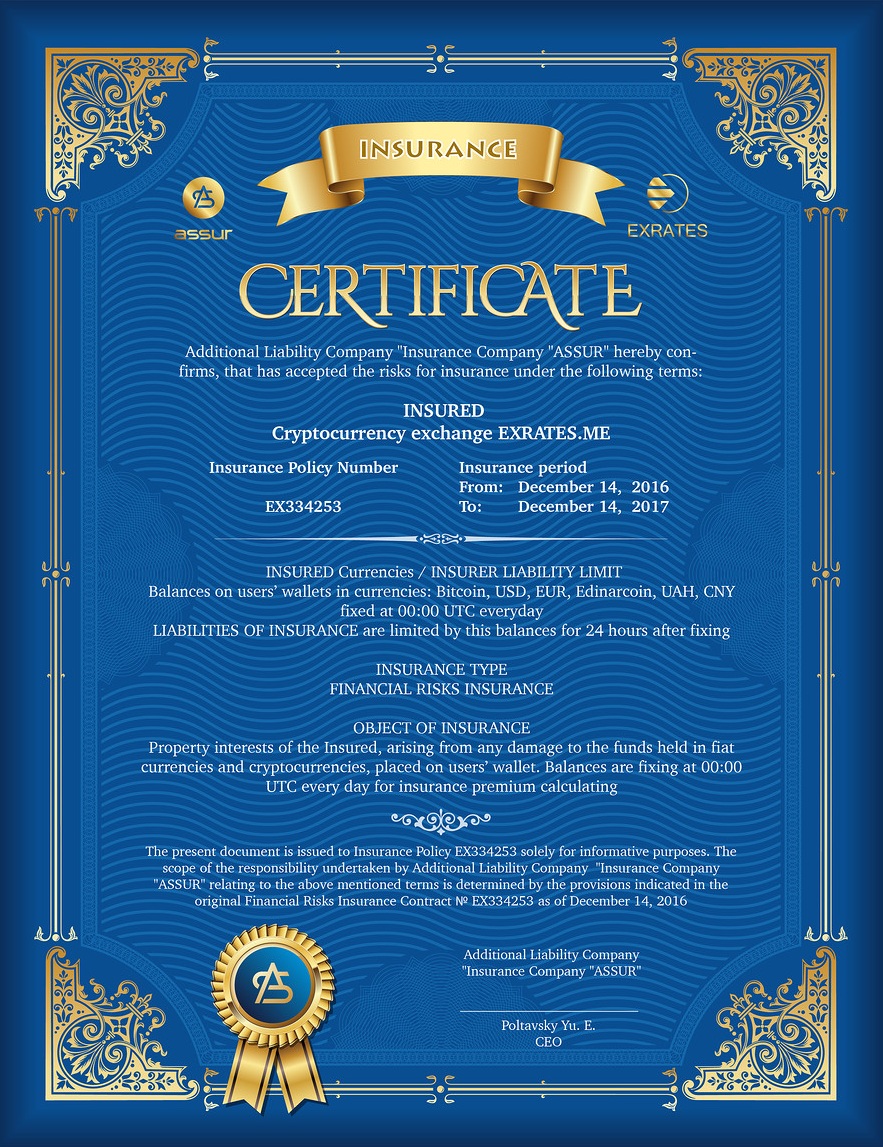 INSURANCE
assur
EXRATES
CERTIFICATE
Additional Liability Company "Insurance Company "ASSUR" hereby con-
firms, that has accepted the risks for insurance under the following terms:
INSURED
Cryptocurrency exchange EXRATES.ME
Insurance Policy Number
EX334253
Insurance period
From: December 14, 2016
To: December 14, 2017
INSURED Currencies / INSURER LIABILITY LIMIT
Balances on users' wallets in currencies: Bitcoin, USD, EUR, Edinarcoin, UAH, CNY
fixed at 00:00 UTC everyday
LIABILITIES OF INSURANCE are limited by this balances for 24 hours after fixing
INSURANCE TYPE
FINANCIAL RISKS INSURANCE
OBJECT OF INSURANCE
Property interests of the Insured, arising from any damage to the funds held in fiat
currencies and cryptocurrencies, placed on users' wallet. Balances are fixing at 00:00
UTC every day for insurance premium calculating
The present document is issued to Insurance Policy EX334253 solely for informative purposes. The
scope of the responsibility undertaken by Additional Liability Company "Insurance Company
"ASSUR" relating to the above mentioned terms is determined by the provisions indicated in the
original Financial Risks Insurance Contract № EX334253 as of December 14, 2016
Additional Liability Company
"Insurance Company "ASSUR"
Poltavsky Yu. E.
CEO